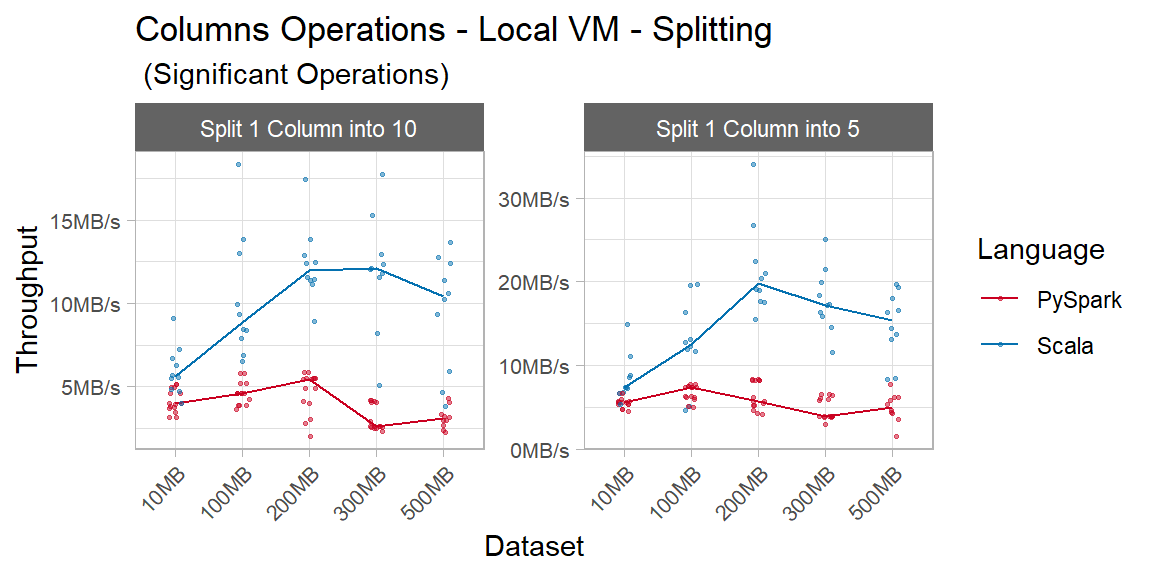 Columns Operations - Local VM - Splitting
(Significant Operations)
Split 1 Column into 10
Split 1 Column into 5
Throughput
15MB/s
10MB/s
5MB/s
30MB/s
20MB/s
10MB/s
0MB/s
10MB
100MB
200MB
300MB
500MB
10MB
100MB
200MB
300MB
500MB
Dataset
Language
PySpark
Scala